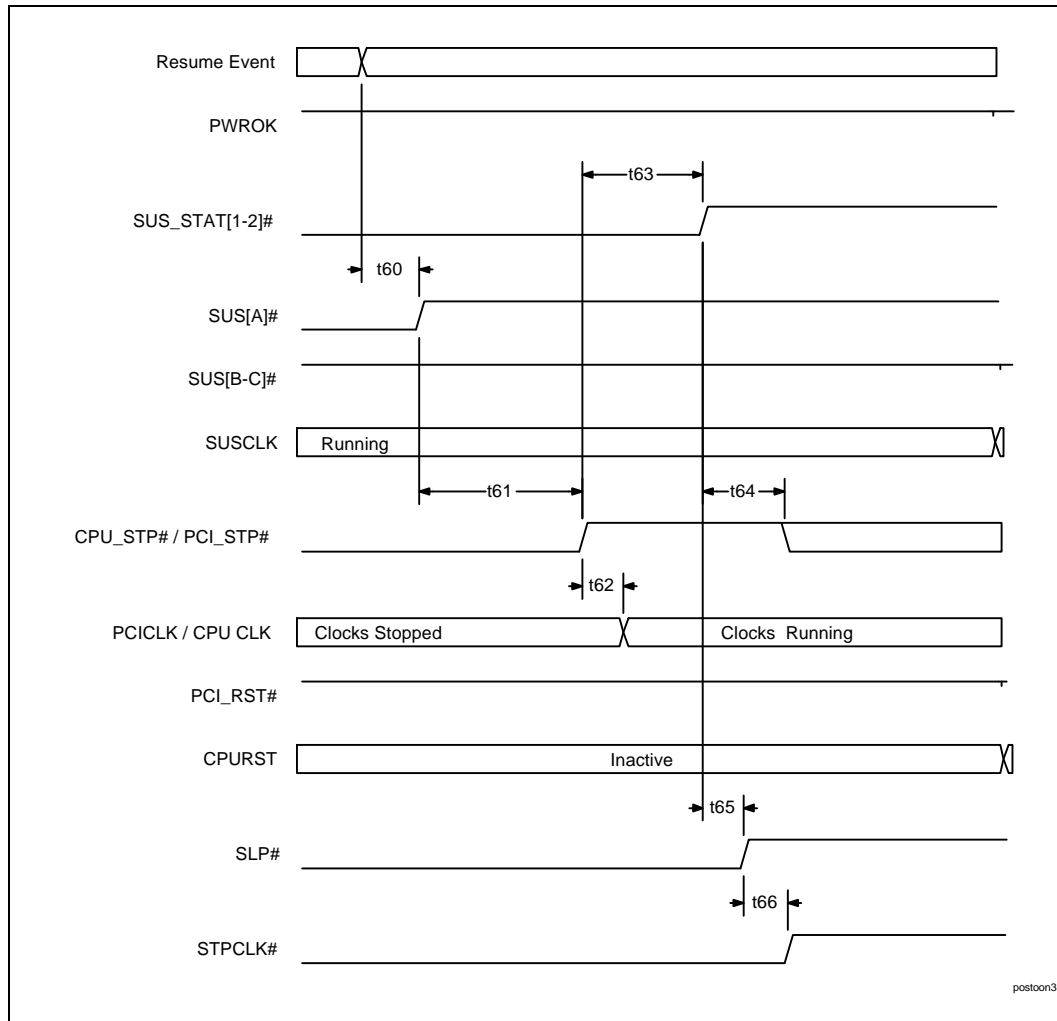 Resume Event
PWROK
t63
SUS_STAT[1-2]#
t60
SUS[A]#
SUS[B-C]#
SUSCLK Running
t61 t64
CPU_STP# / PCI_STP#
t62
PCICLK / CPU CLK Clocks Stopped Clocks Running
PCI_RST#
CPURST Inactive
t65
SLP#
t66
STPCLK#
postoon3